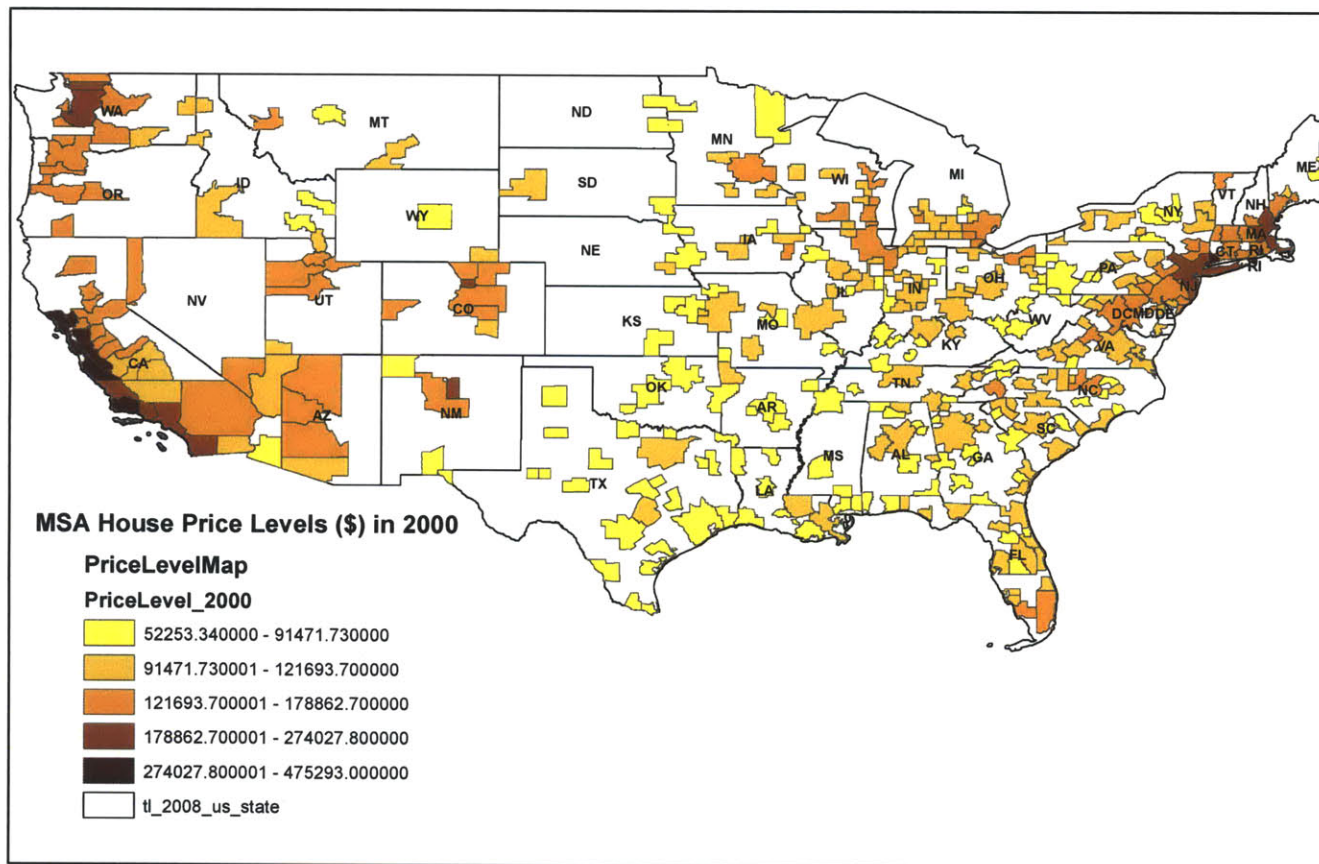 WA
MT
ND
MN
ME
OR
ID
SD
WI
MI
VT
NH
NY
MA
WY
IA
CT
RI
RI
NE
PA
NJ
NV
UT
CO
IL
IN
OH
DC
MD
DE
CA
KS
MO
WV
VA
KY
AZ
NM
OK
AR
TN
NC
SC
TX
LA
MS
AL
GA
FL
MSA House Price Levels ($) in 2000
PriceLevelMap
PriceLevel_2000
52253.340000 - 91471.730000
91471.730001 - 121693.700000
121693.700001 - 178862.700000
178862.700001 - 274027.800000
274027.800001 - 475293.000000
tl_2008_us_state